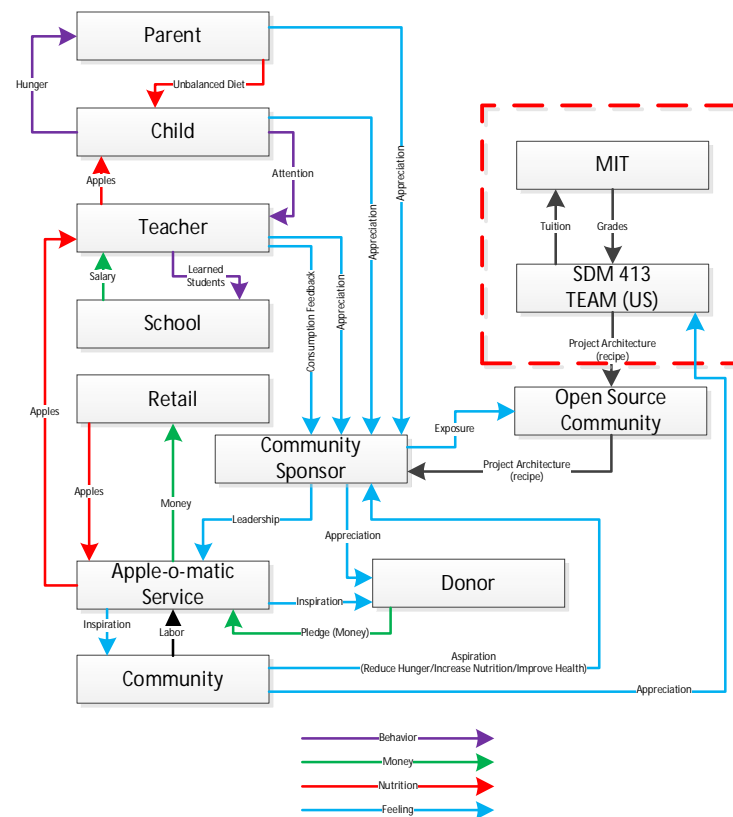 Parent
Hunger
Unbalanced Diet
Child
Apples
Attention
Appreciation
Appreciation
MIT
Tuition
Grades
Teacher
Salary
Learned
Students
School
Consumption Feedback
Appreciation
SDM 413
TEAM (US)
Project Architecture
(recipe)
Retail
Apples
Apples
Money
Open Source
Community
Exposure
Community
Sponsor
Project Architecture
(recipe)
Leadership
Appreciation
Apple-o-matic
Service
Inspiration
Donor
Inspiration
Labor
Pledge (Money)
Community
Aspiration
(Reduce Hunger/Increase Nutrition/Improve Health)
Appreciation
Behavior
Money
Nutrition
Feeling